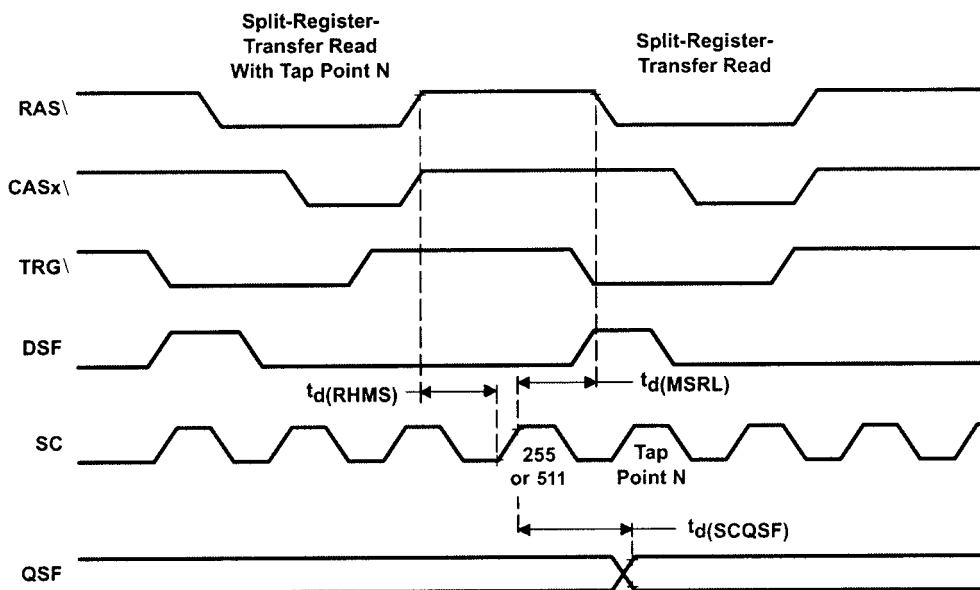 Split-Register-
Transfer Read
With Tap Point N
Split-Register-
Transfer Read
RAS\
CASx\
TRG\
DSF
td(RHMS)
td(MSRL)
SC
255
or 511
Tap
Point N
td(SCQSF)
QSF